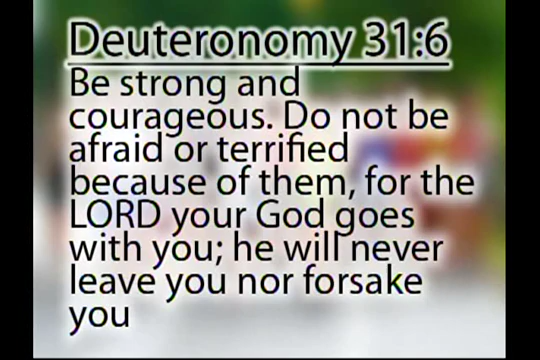 Deuteronomy 31:6
Be strong and
courageous. Do not be
afraid or terrified
because of them, for the
LORD your God goes
with you; he will never
leave you nor forsake
you